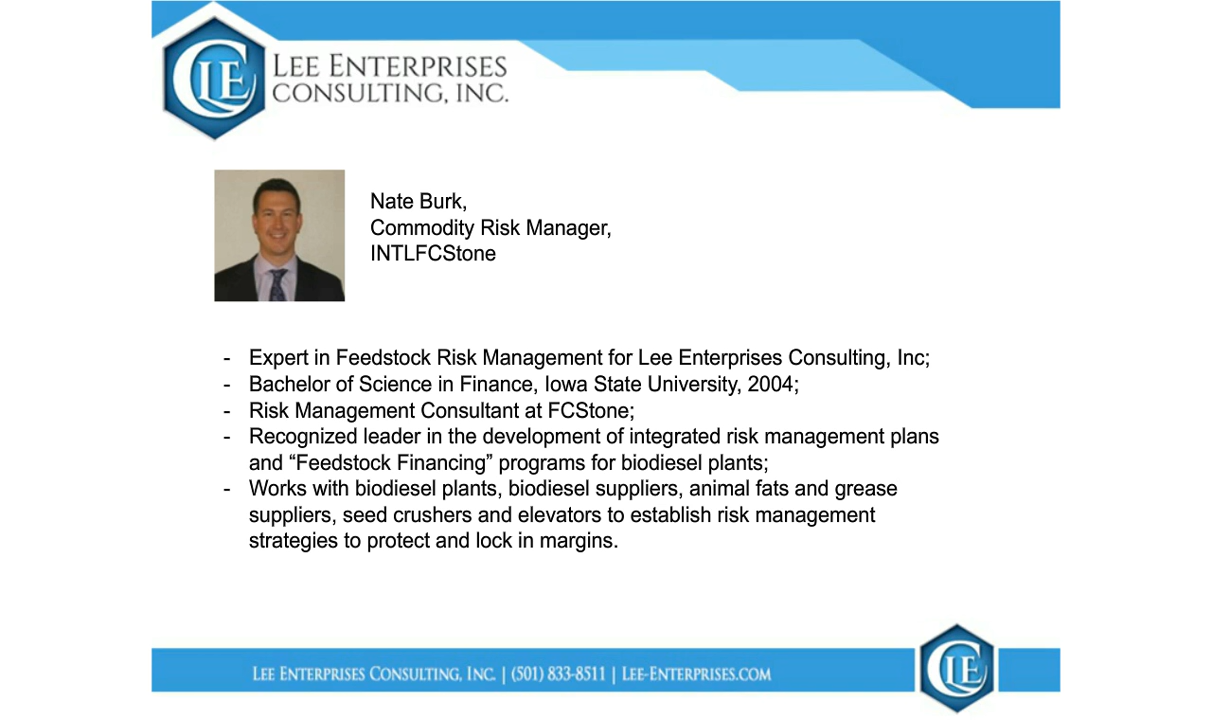 CLE
LEE ENTERPRISES
CONSULTING, INC.
Nate Burk,
Commodity Risk Manager,
INTLFCStone
- Expert in Feedstock Risk Management for Lee Enterprises Consulting, Inc;
- Bachelor of Science in Finance, Iowa State University, 2004;
- Risk Management Consultant at FCStone;
- Recognized leader in the development of integrated risk management plans
and “Feedstock Financing” programs for biodiesel plants;
- Works with biodiesel plants, biodiesel suppliers, animal fats and grease
suppliers, seed crushers and elevators to establish risk management
strategies to protect and lock in margins.
LEE ENTERPRISES CONSULTING, INC. | (501) 833-8511 | LEE-ENTERPRISES.COM
CLE